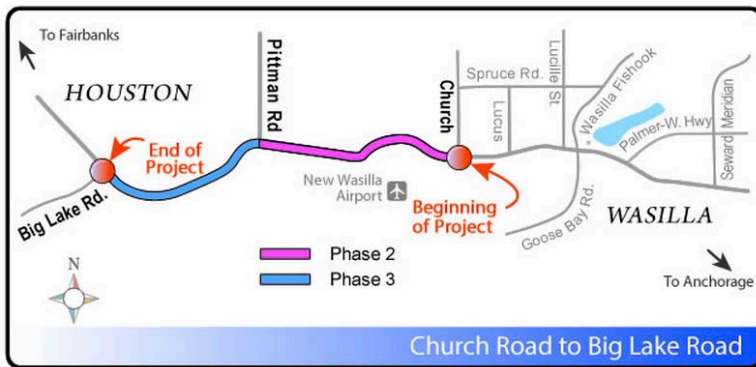 To Fairbanks
HOUSTON
Pittman Rd
Church
Spruce Rd.
Lucus
Lucille St.
Wasilla Fishook
Palmer-W. Hwy
Seward Meridian
End of
Project
Big Lake Rd.
New Wasilla
Airport
Beginning
of Project
Goose Bay Rd.
WASILLA
Phase 2
Phase 3
N
To Anchorage
Church Road to Big Lake Road